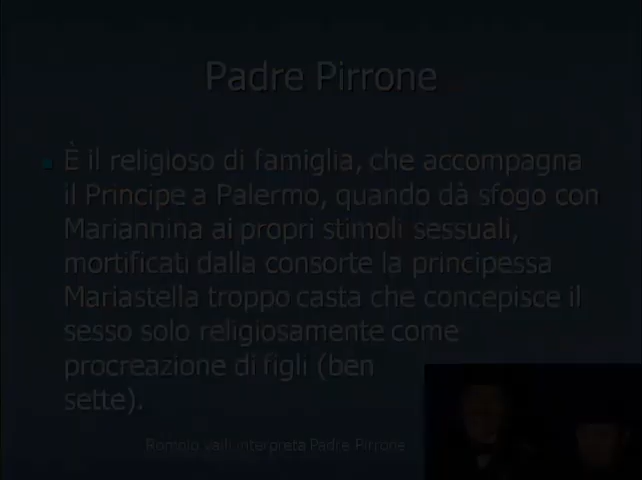 Padre Pirrone
È il religioso di famiglia, che accompagna
il Principe a Palermo, quando dà sfogo con
Mariannina ai propri stimoli sessuali,
mortificati dalla consorte la principessa
Mariastella troppo casta che concepisce il
sesso solo religiosamente come
procreazione di figli (ben
sette).
Romolo valli interpreta Padre Pirrone